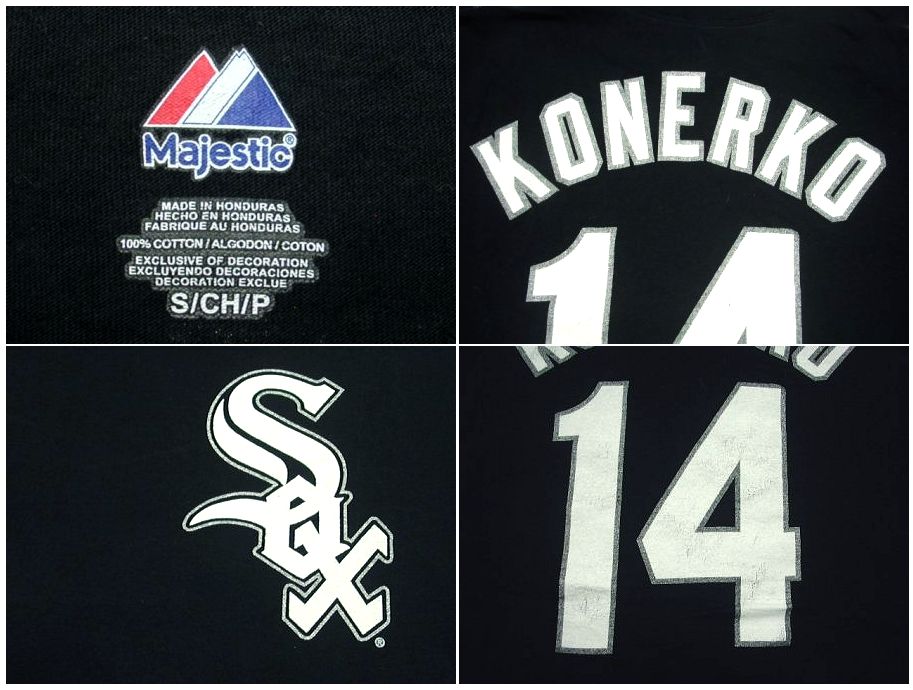 Majestic®
MADE IN HONDURAS
HECHO EN HONDURAS
FABRIQUE AU HONDURAS
100% COTTON / ALGODON / COTON
EXCLUSIVE OF DECORATION
EXCLUYENDO DECORACIONES
DECORATION EXCLUE
S/CH/P
KONERKO
14
Sox
®
KONERKO
14